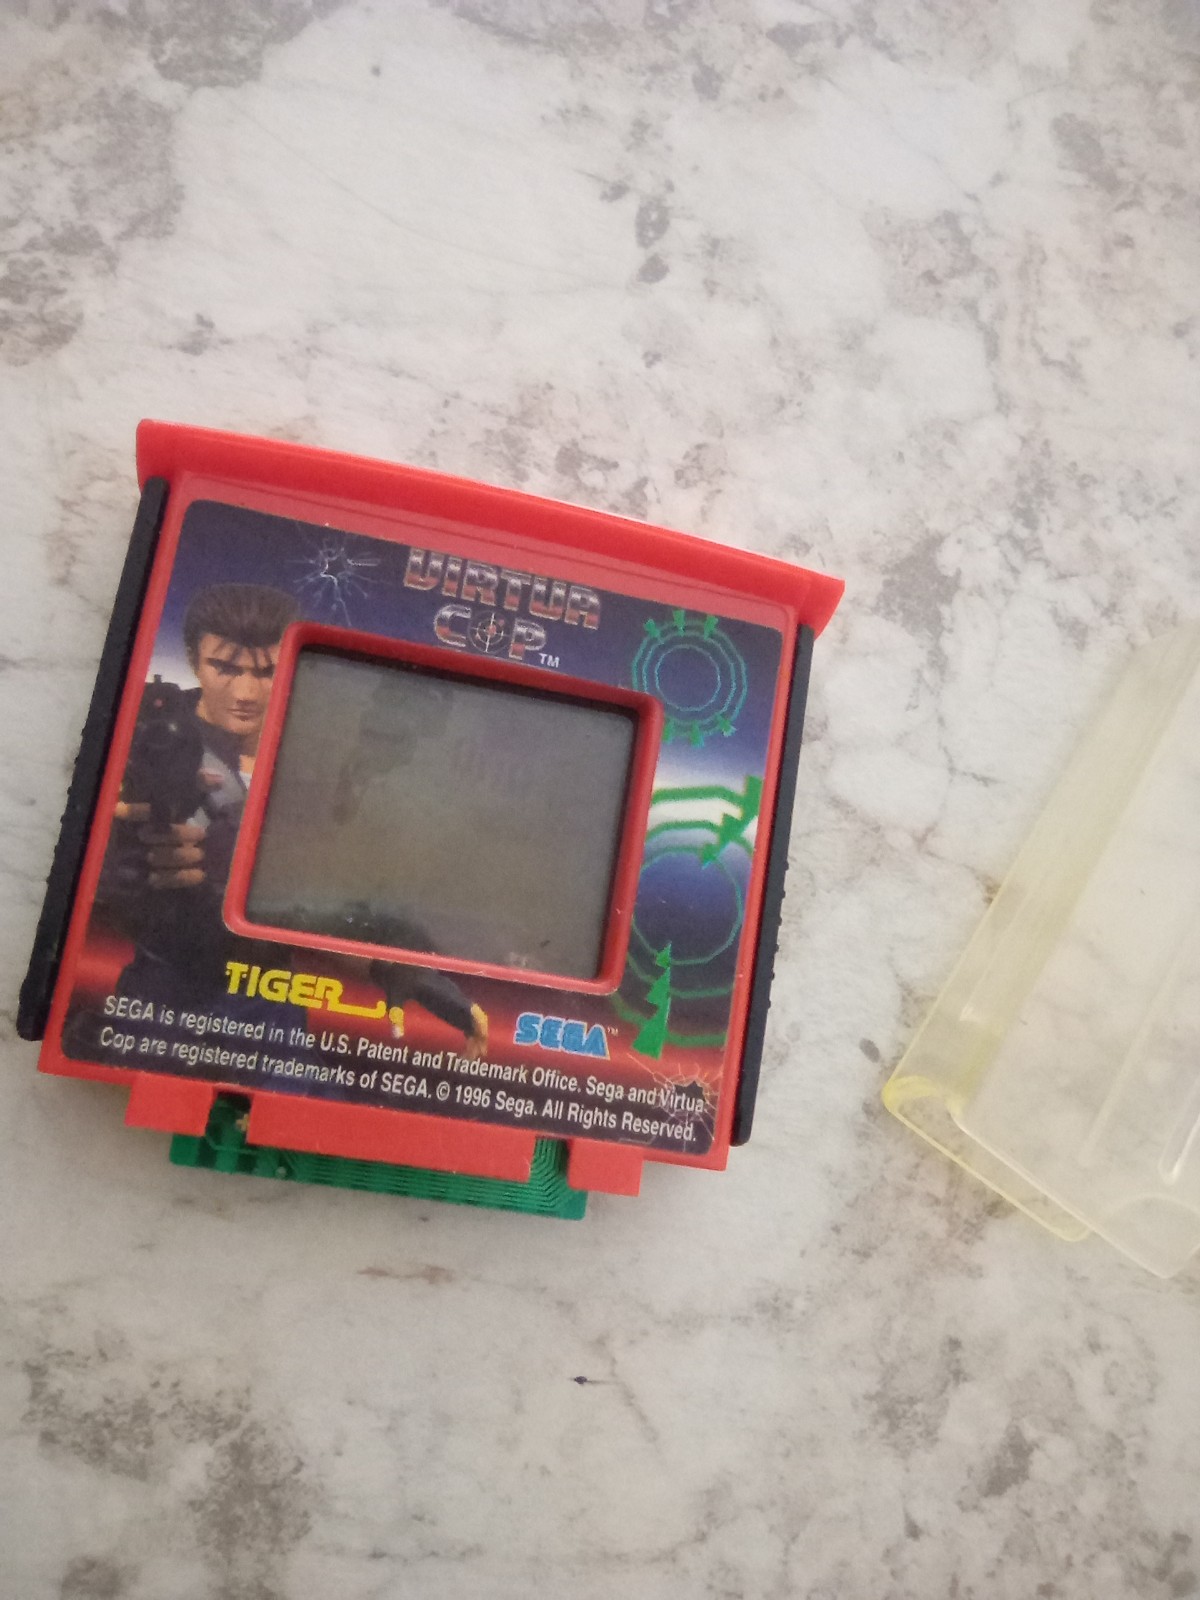 VIRTUA
COP™
TIGER
SEGA™
SEGA is registered in the U.S. Patent and Trademark Office. Sega and Virtua
Cop are registered trademarks of SEGA. © 1996 Sega. All Rights Reserved.